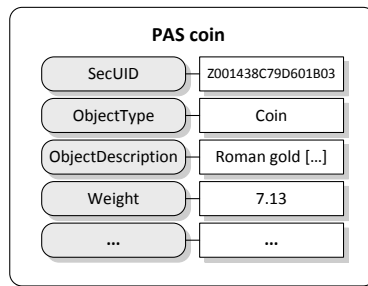 PAS coin
SecUID Z001438C79D601B03
ObjectType Coin
ObjectDescription Roman gold [...]
Weight 7.13
... ...